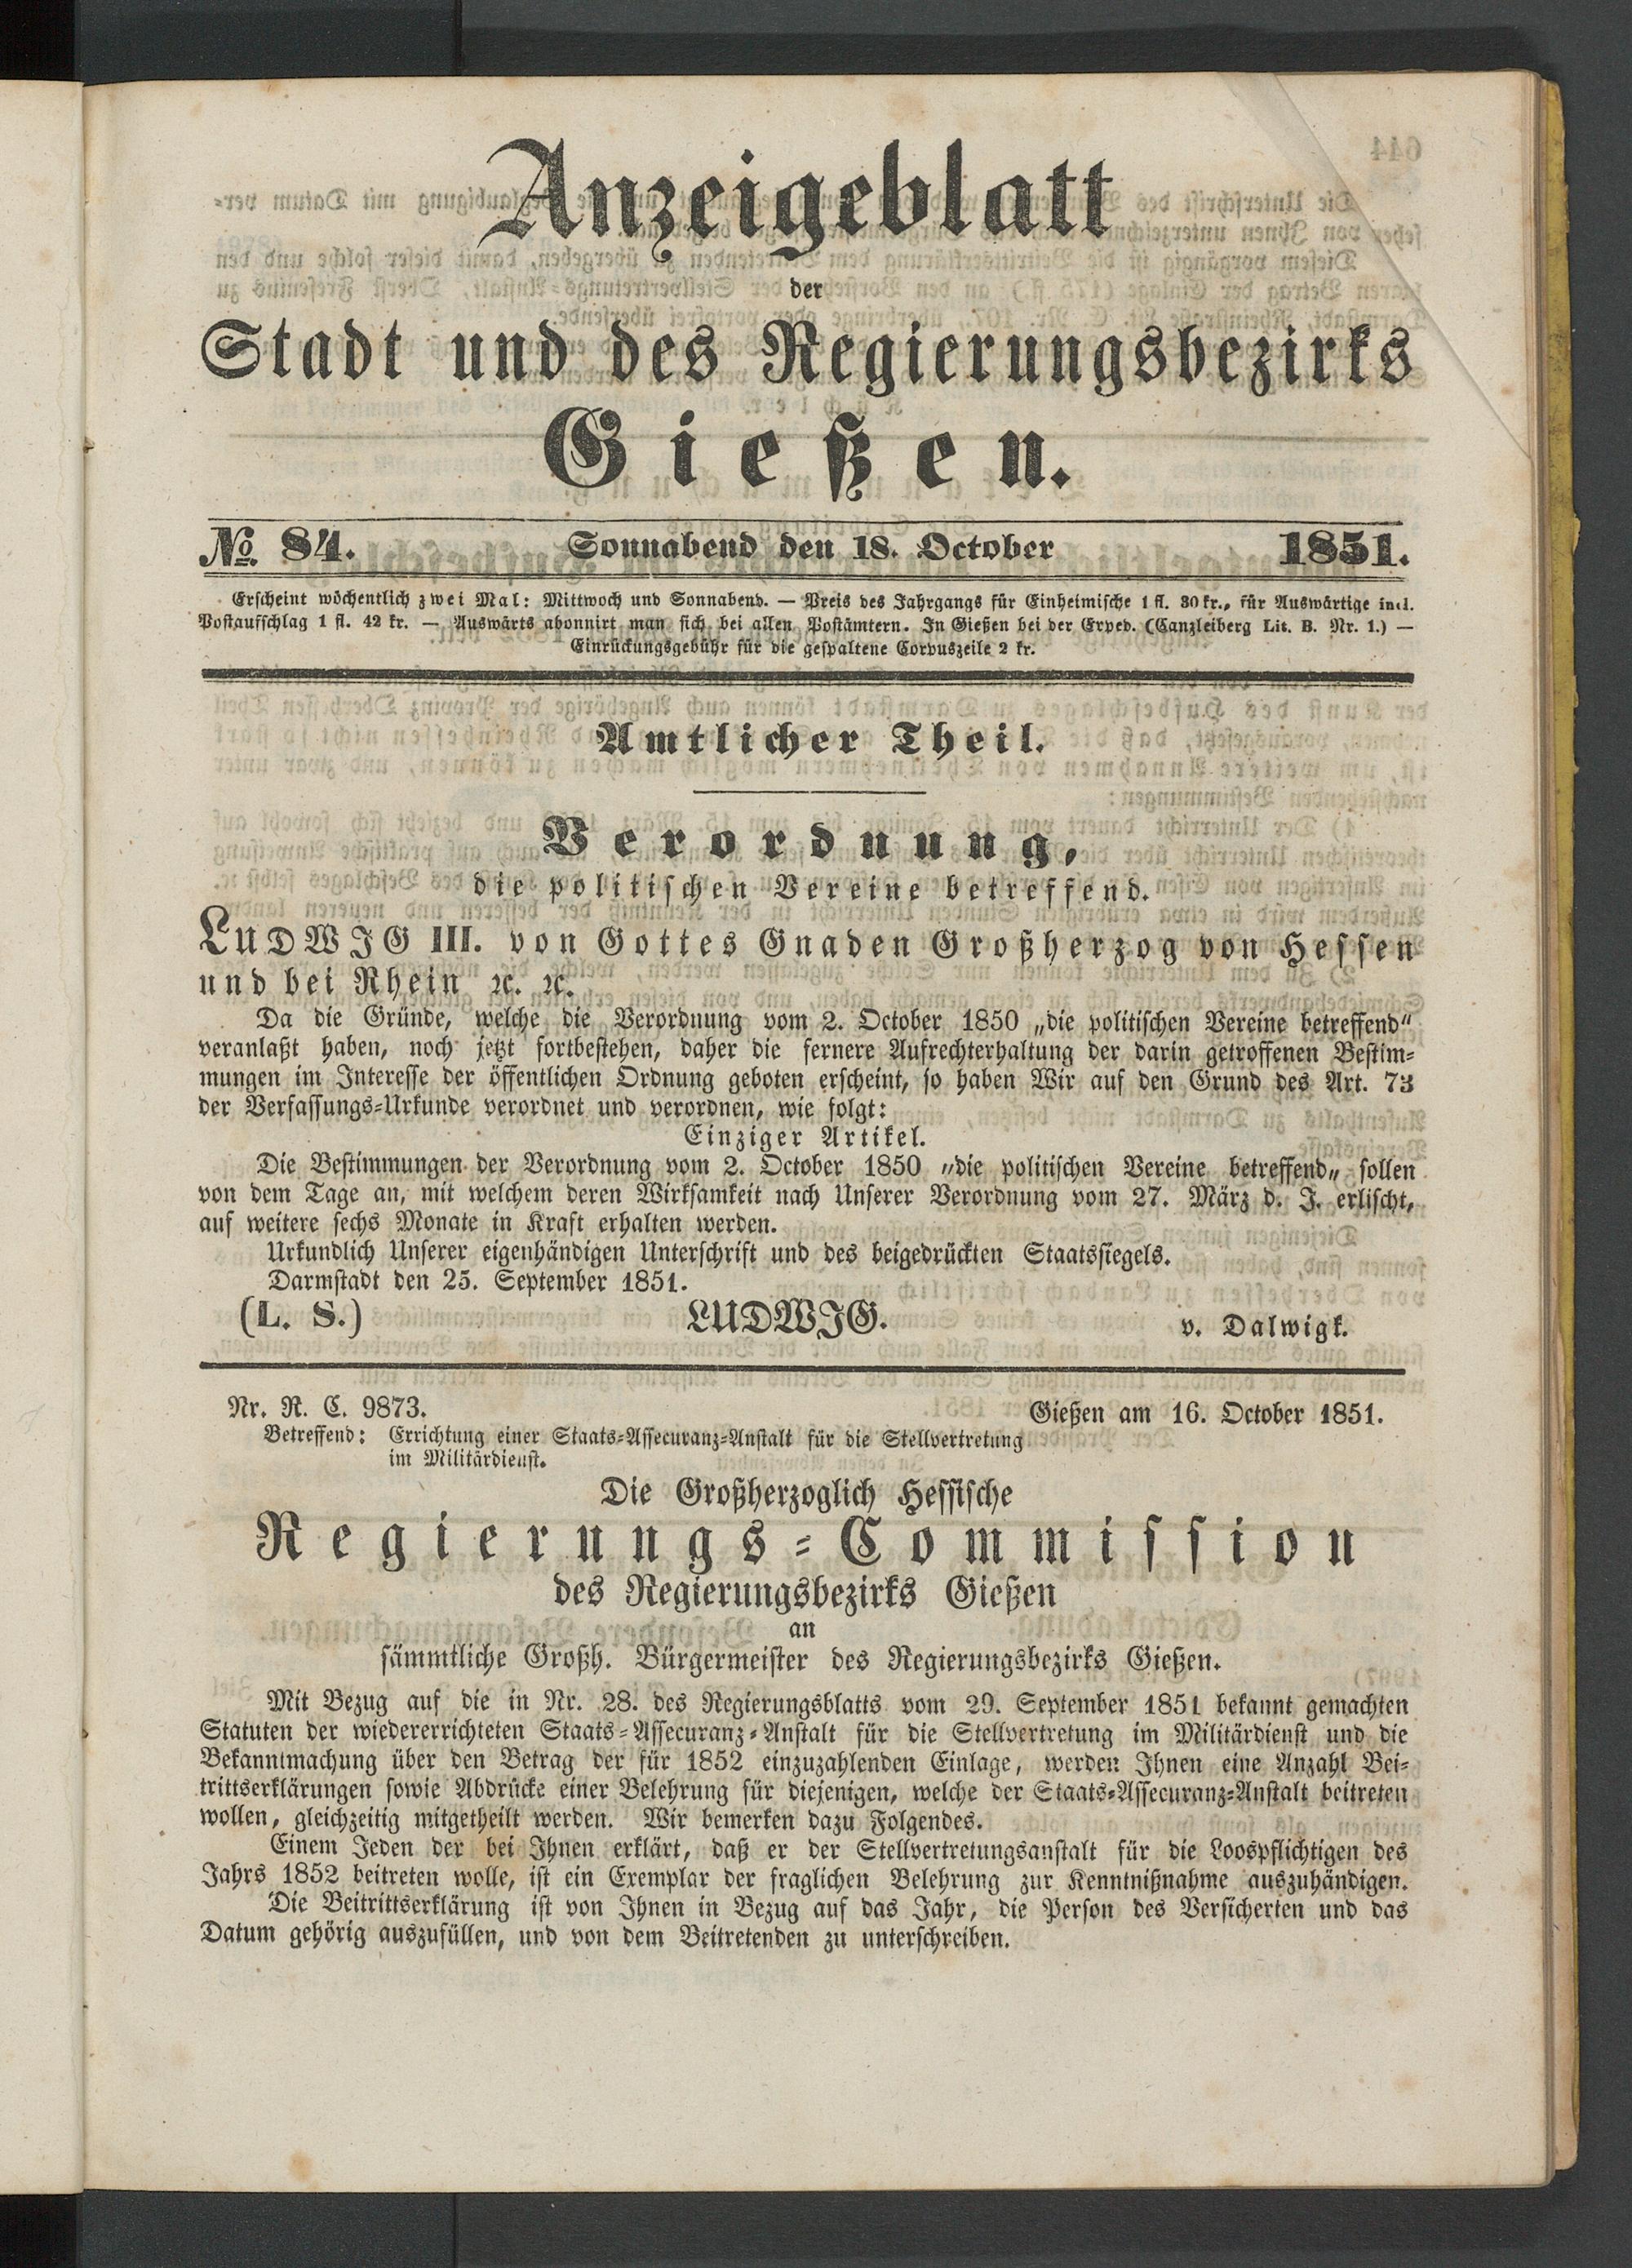 Anzeigeblatt
der
Stadt und des Regierungsbezirks
Gießen.
No. 84. Sonnabend den 18. October 1851.
Erscheint wöchentlich zwei Mal: Mittwoch und Sonnabend. — Preis des Jahrgangs für Einheimische 1 fl. 30 kr., für Auswärtige incl.
Postaufschlag 1 fl. 42 kr. — Auswärts abonnirt man sich bei allen Postämtern. In Gießen bei der Exped. (Canzleiberg Lit. B. Nr. 1.) —
Einrückungsgebühr für die gespaltene Corpuszeile 2 kr.
Amtlicher Theil.
Verordnung,
die politischen Vereine betreffend.
LUDWIG III. von Gottes Gnaden Großherzog von Hessen
und bei Rhein ꝛc. ꝛc.
Da die Gründe, welche die Verordnung vom 2. October 1850 „die politischen Vereine betreffend“
veranlaßt haben, noch jetzt fortbestehen, daher die fernere Aufrechterhaltung der darin getroffenen Bestim-
mungen im Interesse der öffentlichen Ordnung geboten erscheint, so haben Wir auf den Grund des Art. 73
der Verfassungs-Urkunde verordnet und verordnen, wie folgt:
Einziger Artikel.
Die Bestimmungen der Verordnung vom 2. October 1850 „die politischen Vereine betreffend„ sollen
von dem Tage an, mit welchem deren Wirksamkeit nach Unserer Verordnung vom 27. März d. J. erlischt,
auf weitere sechs Monate in Kraft erhalten werden.
Urkundlich Unserer eigenhändigen Unterschrift und des beigedrückten Staatssiegels.
Darmstadt den 25. September 1851.
(L. S.) LUDWIG. v. Dalwigk.
Nr. R. C. 9873. Gießen am 16. October 1851.
Betreffend: Errichtung einer Staats-Assecuranz-Anstalt für die Stellvertretung
im Militärdienst.
Die Großherzoglich Hessische
Regierungs-Commission
des Regierungsbezirks Gießen
an
sämmtliche Großh. Bürgermeister des Regierungsbezirks Gießen.
Mit Bezug auf die in Nr. 28. des Regierungsblatts vom 29. September 1851 bekannt gemachten
Statuten der wiedererrichteten Staats-Assecuranz-Anstalt für die Stellvertretung im Militärdienst und die
Bekanntmachung über den Betrag der für 1852 einzuzahlenden Einlage, werden Ihnen eine Anzahl Bei-
trittserklärungen sowie Abdrücke einer Belehrung für diejenigen, welche der Staats-Assecuranz-Anstalt beitreten
wollen, gleichzeitig mitgetheilt werden. Wir bemerken dazu Folgendes.
Einem Jeden der bei Ihnen erklärt, daß er der Stellvertretungsanstalt für die Loospflichtigen des
Jahrs 1852 beitreten wolle, ist ein Exemplar der fraglichen Belehrung zur Kenntnißnahme auszuhändigen.
Die Beitrittserklärung ist von Ihnen in Bezug auf das Jahr, die Person des Versicherten und das
Datum gehörig auszufüllen, und von dem Beitretenden zu unterschreiben.